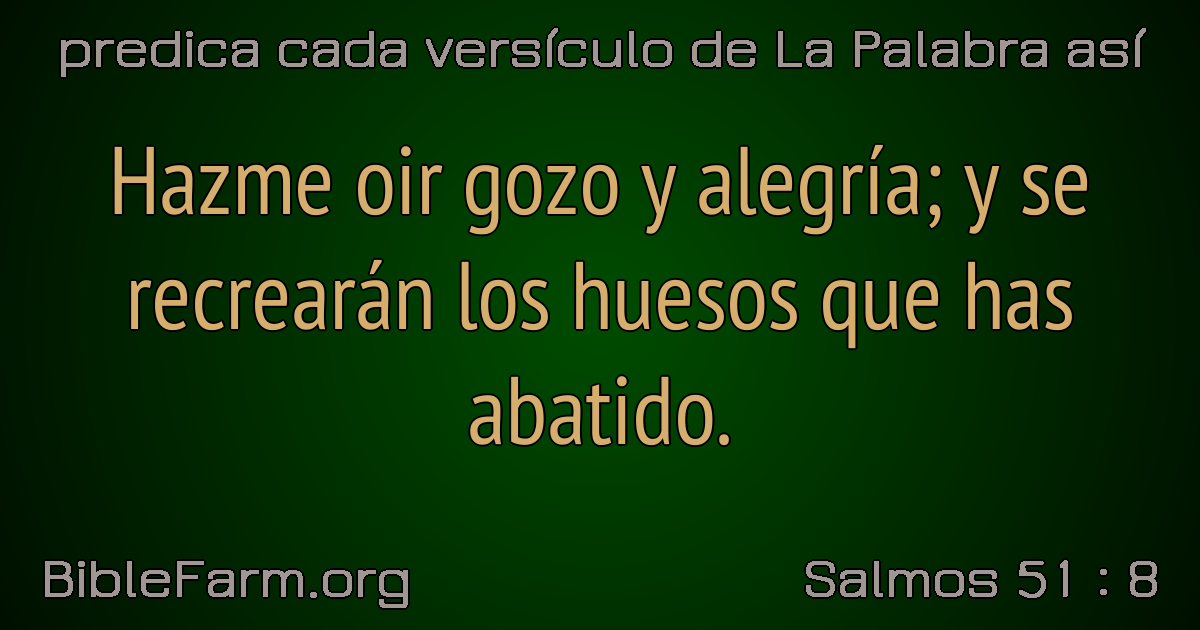 predica cada versículo de La Palabra así
Hazme oir gozo y alegría; y se
recrearán los huesos que has
abatido.
BibleFarm.org
Salmos 51 : 8